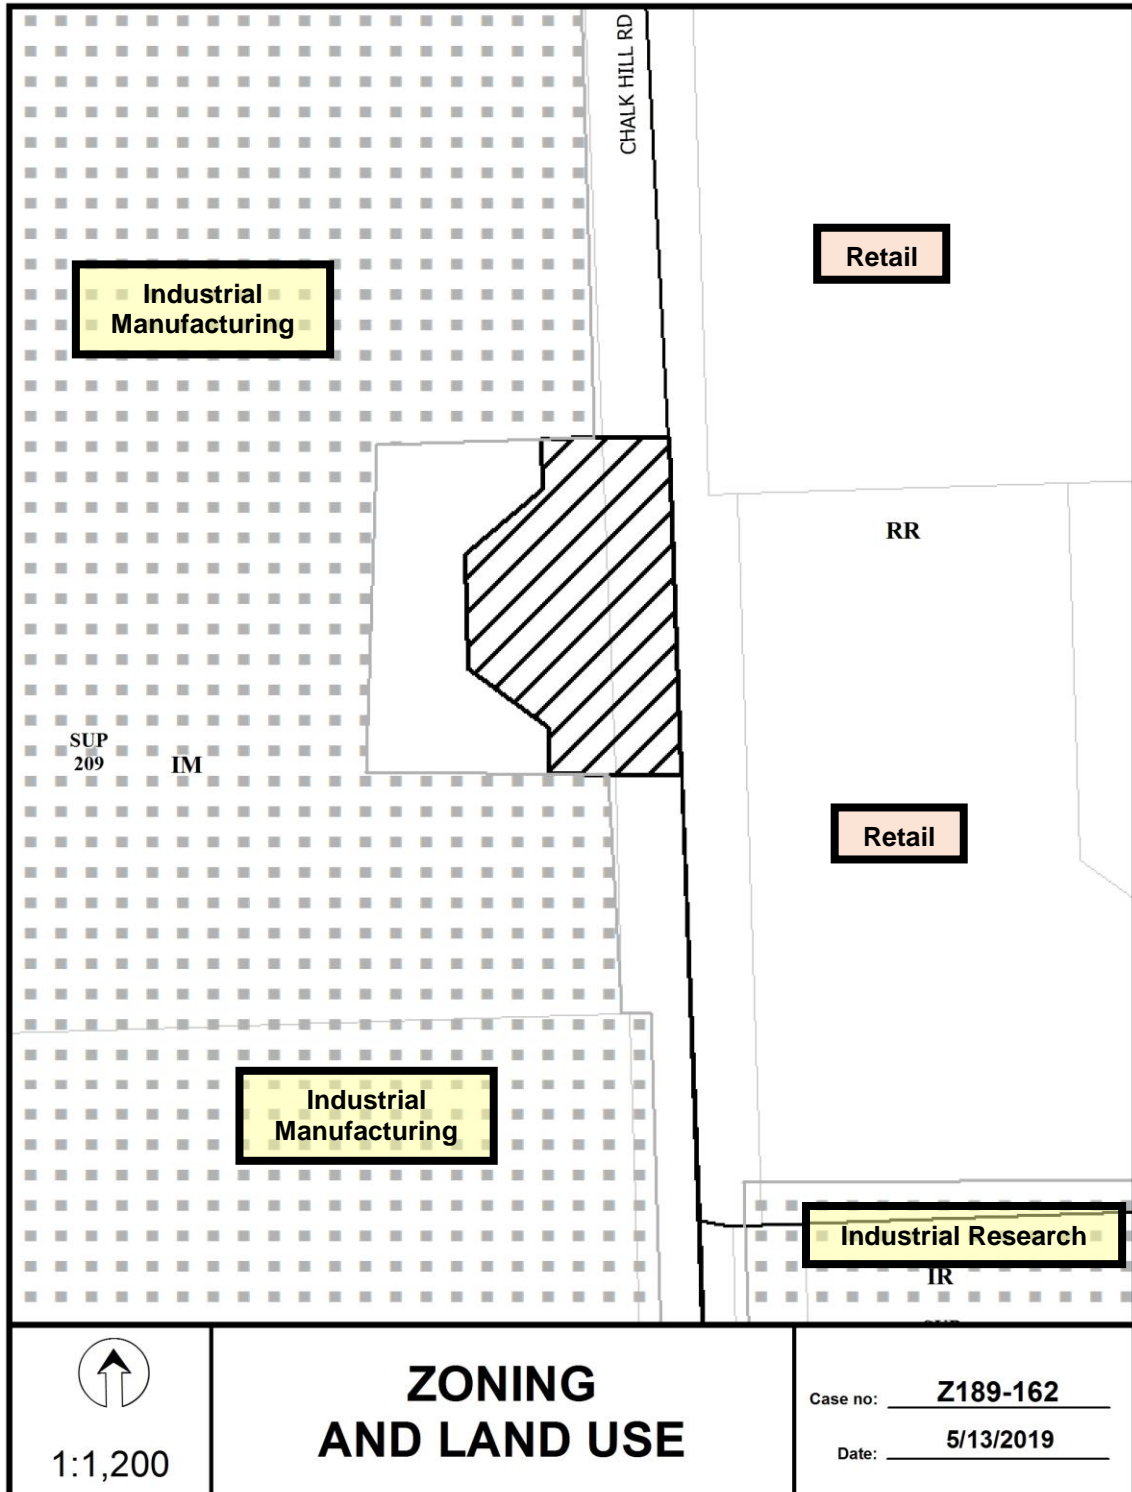 CHALK HILL RD
Retail
Industrial
Manufacturing
RR
SUP
209
IM
Retail
Industrial
Manufacturing
Industrial Research
IR
1:1,200
ZONING
AND LAND USE
Case no: Z189-162
Date: 5/13/2019